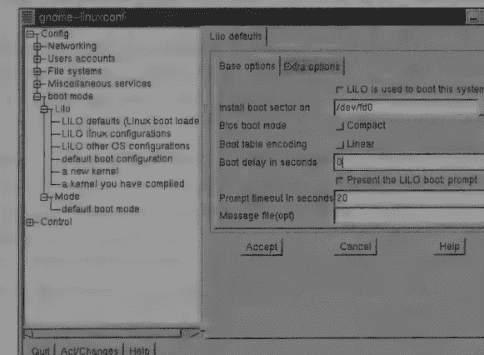 gnome-linuxconf
Config
Networking
Users accounts
File systems
Miscellaneous services
boot mode
Lilo
LILO defaults (Linux boot loade
LILO linux configurations
LILO other OS configurations
default boot configuration
a new kernel
a kernel you have compiled
Mode
default boot mode
Control
Lilo defaults
Base options
Extra options
LILO is used to boot this system
Install boot sector on
/dev/fd0
Bios boot mode
Compact
Boot table encoding
Linear
Boot delay in seconds
0
Present the LILO boot: prompt
Prompt timeout in seconds
20
Message file(opt)
Accept
Cancel
Help
Quit
Act/Changes
Help